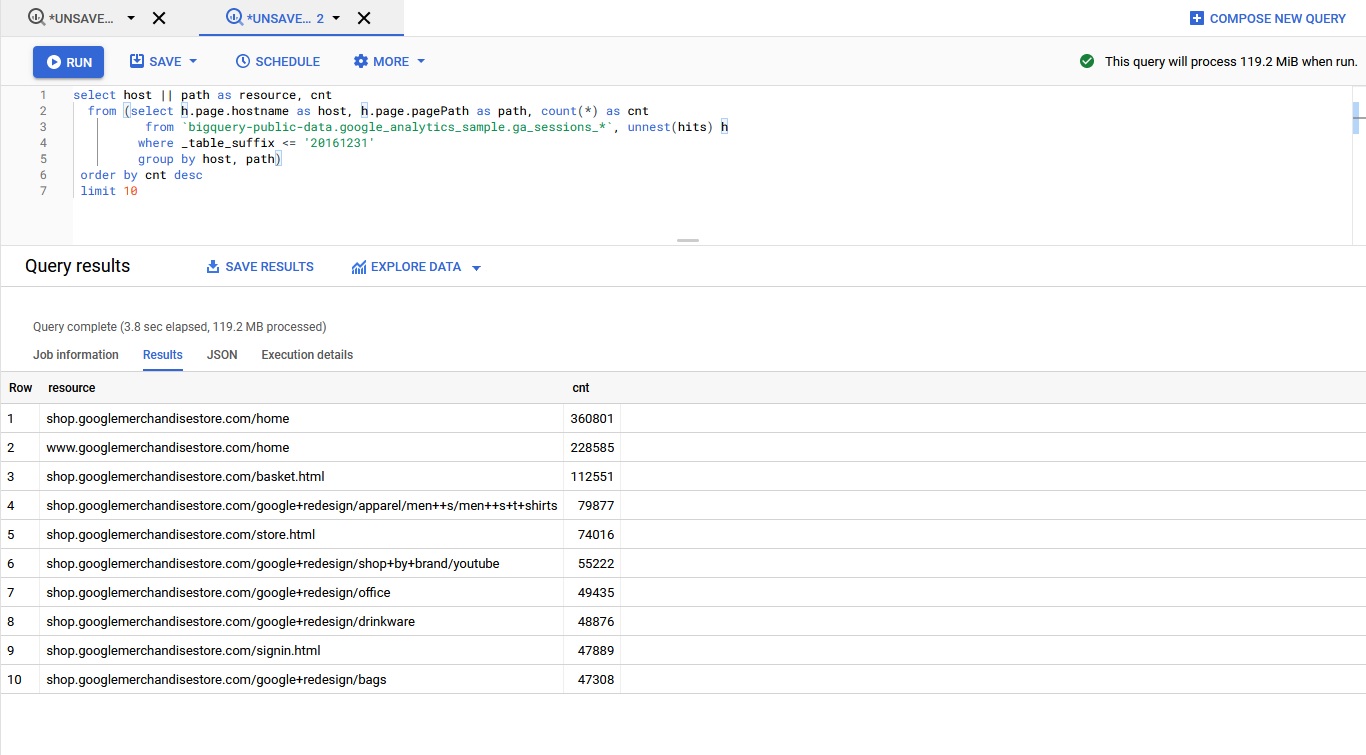 *UNSAVE... *UNSAVE... 2 COMPOSE NEW QUERY
RUN SAVE SCHEDULE MORE This query will process 119.2 MiB when run.
1 select host || path as resource, cnt
2 from (select h.page.hostname as host, h.page.pagePath as path, count(*) as cnt
3 from `bigquery-public-data.google_analytics_sample.ga_sessions_*`, unnest(hits) h
4 where _table_suffix <= '20161231'
5 group by host, path)
6 order by cnt desc
7 limit 10
Query results SAVE RESULTS EXPLORE DATA
Query complete (3.8 sec elapsed, 119.2 MB processed)
Job information Results JSON Execution details
Row resource cnt
1 shop.googlemerchandisestore.com/home 360801
2 www.googlemerchandisestore.com/home 228585
3 shop.googlemerchandisestore.com/basket.html 112551
4 shop.googlemerchandisestore.com/google+redesign/apparel/men++s/men++s+t+shirts 79877
5 shop.googlemerchandisestore.com/store.html 74016
6 shop.googlemerchandisestore.com/google+redesign/shop+by+brand/youtube 55222
7 shop.googlemerchandisestore.com/google+redesign/office 49435
8 shop.googlemerchandisestore.com/google+redesign/drinkware 48876
9 shop.googlemerchandisestore.com/signin.html 47889
10 shop.googlemerchandisestore.com/google+redesign/bags 47308